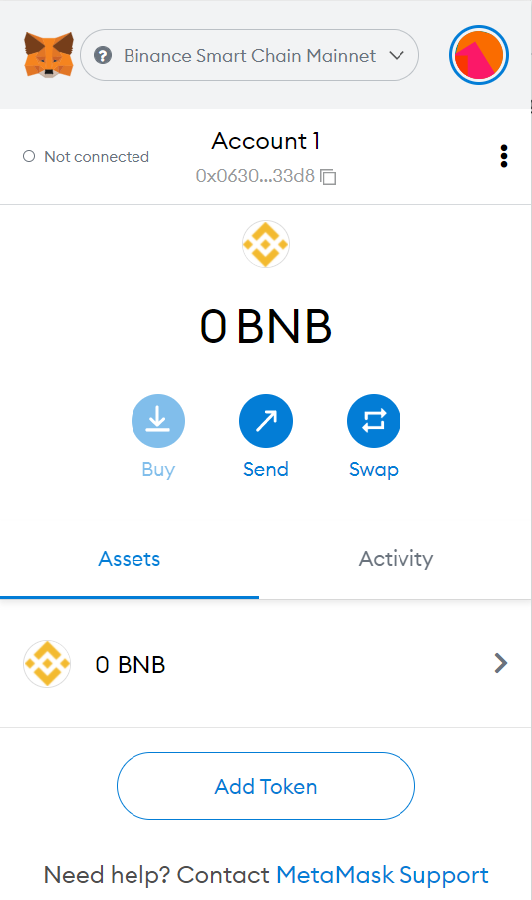 Binance Smart Chain Mainnet
Not connected
Account 1
0x0630...33d8
0 BNB
Buy
Send
Swap
Assets
Activity
0 BNB
Add Token
Need help? Contact MetaMask Support